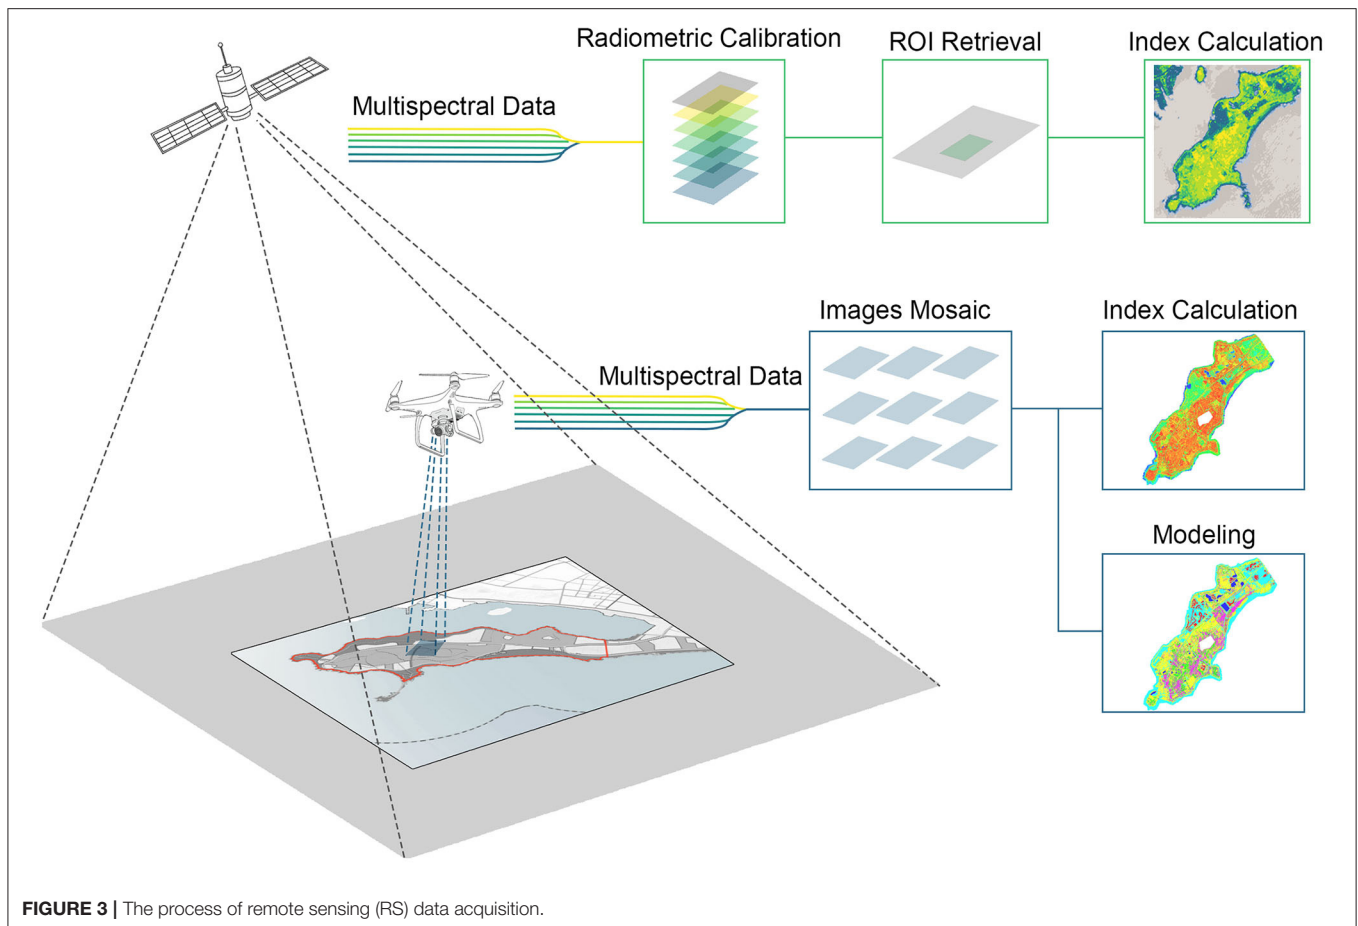 Radiometric Calibration
ROI Retrieval
Index Calculation
Multispectral Data
Images Mosaic
Index Calculation
Multispectral Data
Modeling
FIGURE 3 | The process of remote sensing (RS) data acquisition.